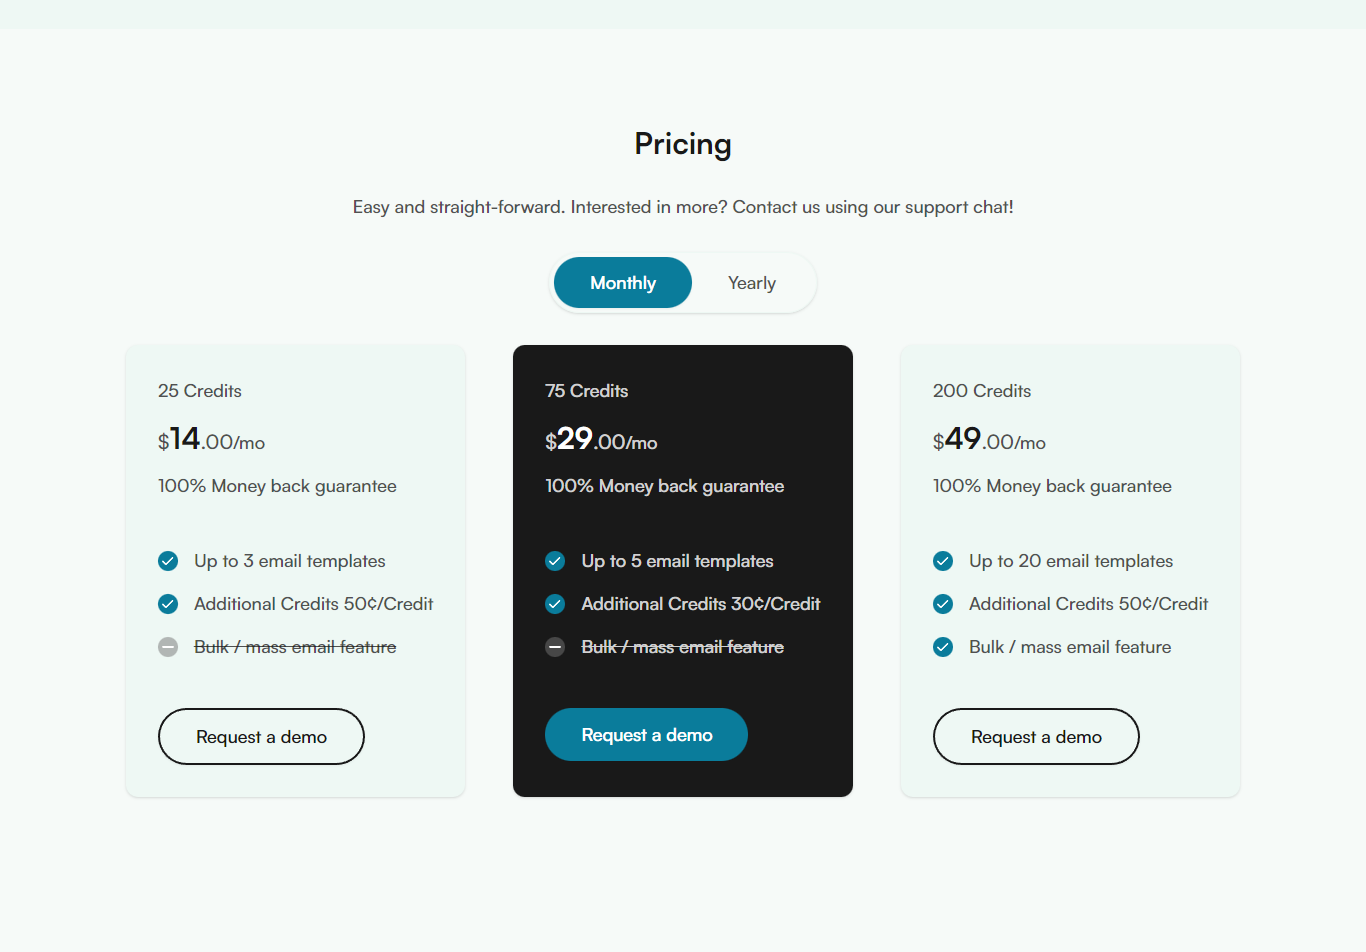 Pricing
Easy and straight-forward. Interested in more? Contact us using our support chat!
Monthly
Yearly
25 Credits
$14.00/mo
100% Money back guarantee
Up to 3 email templates
Additional Credits 50¢/Credit
Bulk / mass email feature
Request a demo
75 Credits
$29.00/mo
100% Money back guarantee
Up to 5 email templates
Additional Credits 30¢/Credit
Bulk / mass email feature
Request a demo
200 Credits
$49.00/mo
100% Money back guarantee
Up to 20 email templates
Additional Credits 50¢/Credit
Bulk / mass email feature
Request a demo